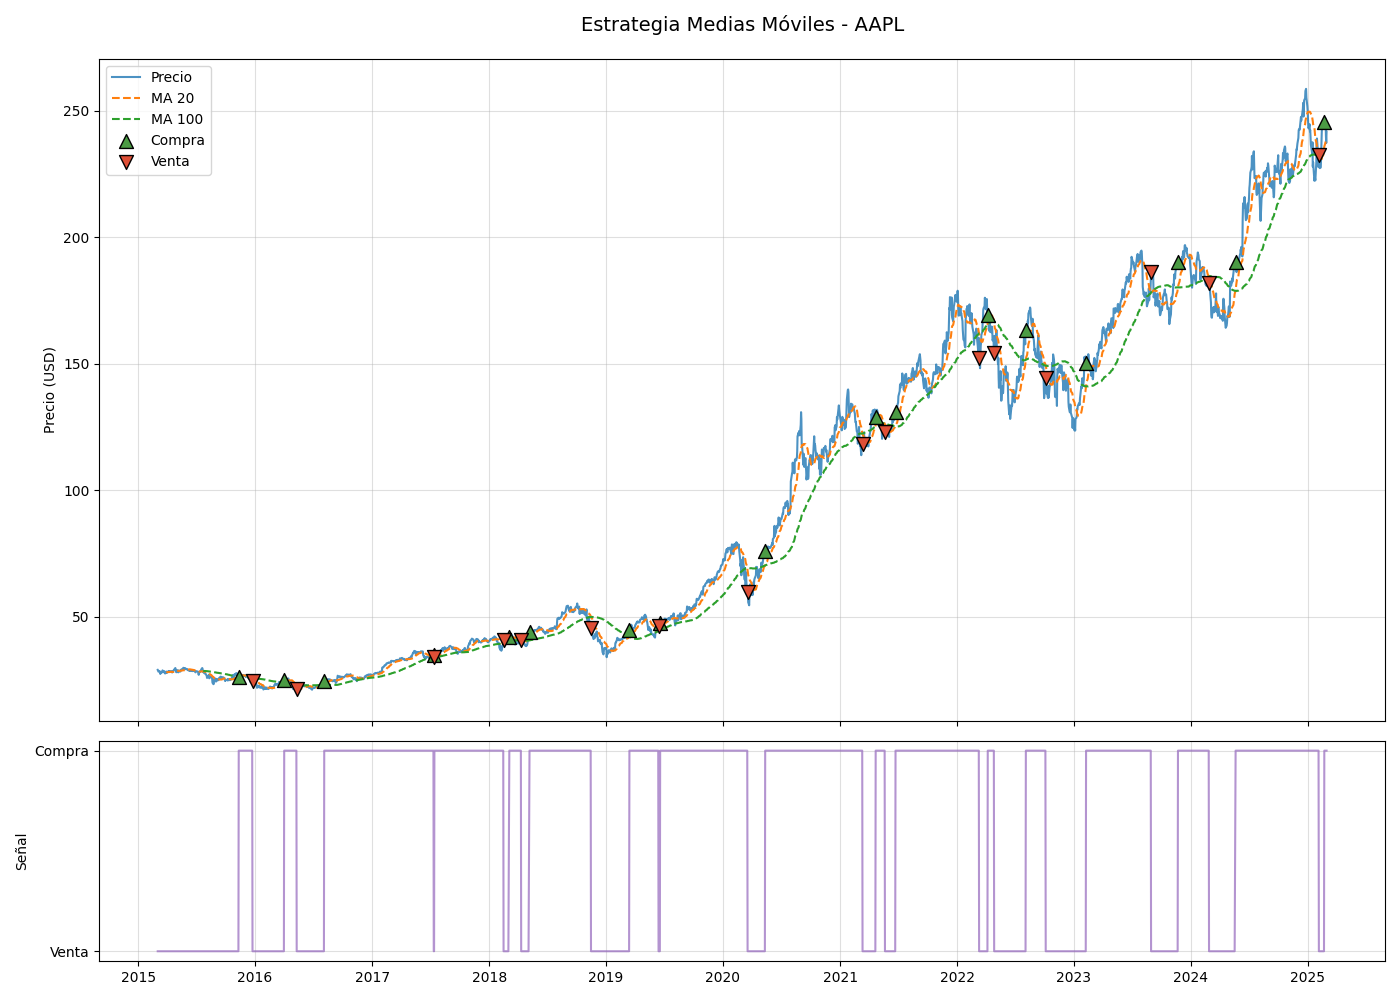 Estrategia Medias Móviles - AAPL
Precio
MA 20
MA 100
Compra
Venta
Precio (USD)
250
200
150
100
50
Señal
Compra
Venta
2015 2016 2017 2018 2019 2020 2021 2022 2023 2024 2025